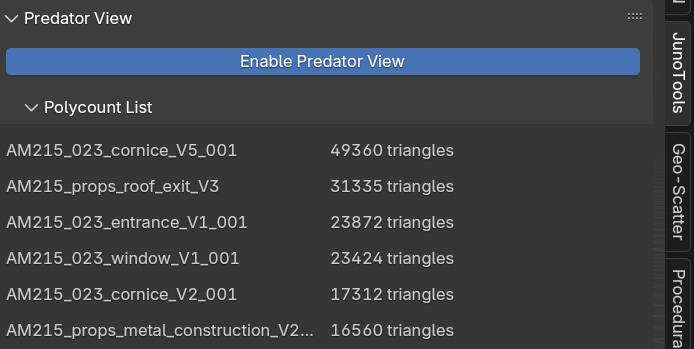 Predator View
Enable Predator View
Polycount List
AM215_023_cornice_V5_001 49360 triangles
AM215_props_roof_exit_V3 31335 triangles
AM215_023_entrance_V1_001 23872 triangles
AM215_023_window_V1_001 23424 triangles
AM215_023_cornice_V2_001 17312 triangles
AM215_props_metal_construction_V2... 16560 triangles
JunoTools
Geo-Scatter
Procedura